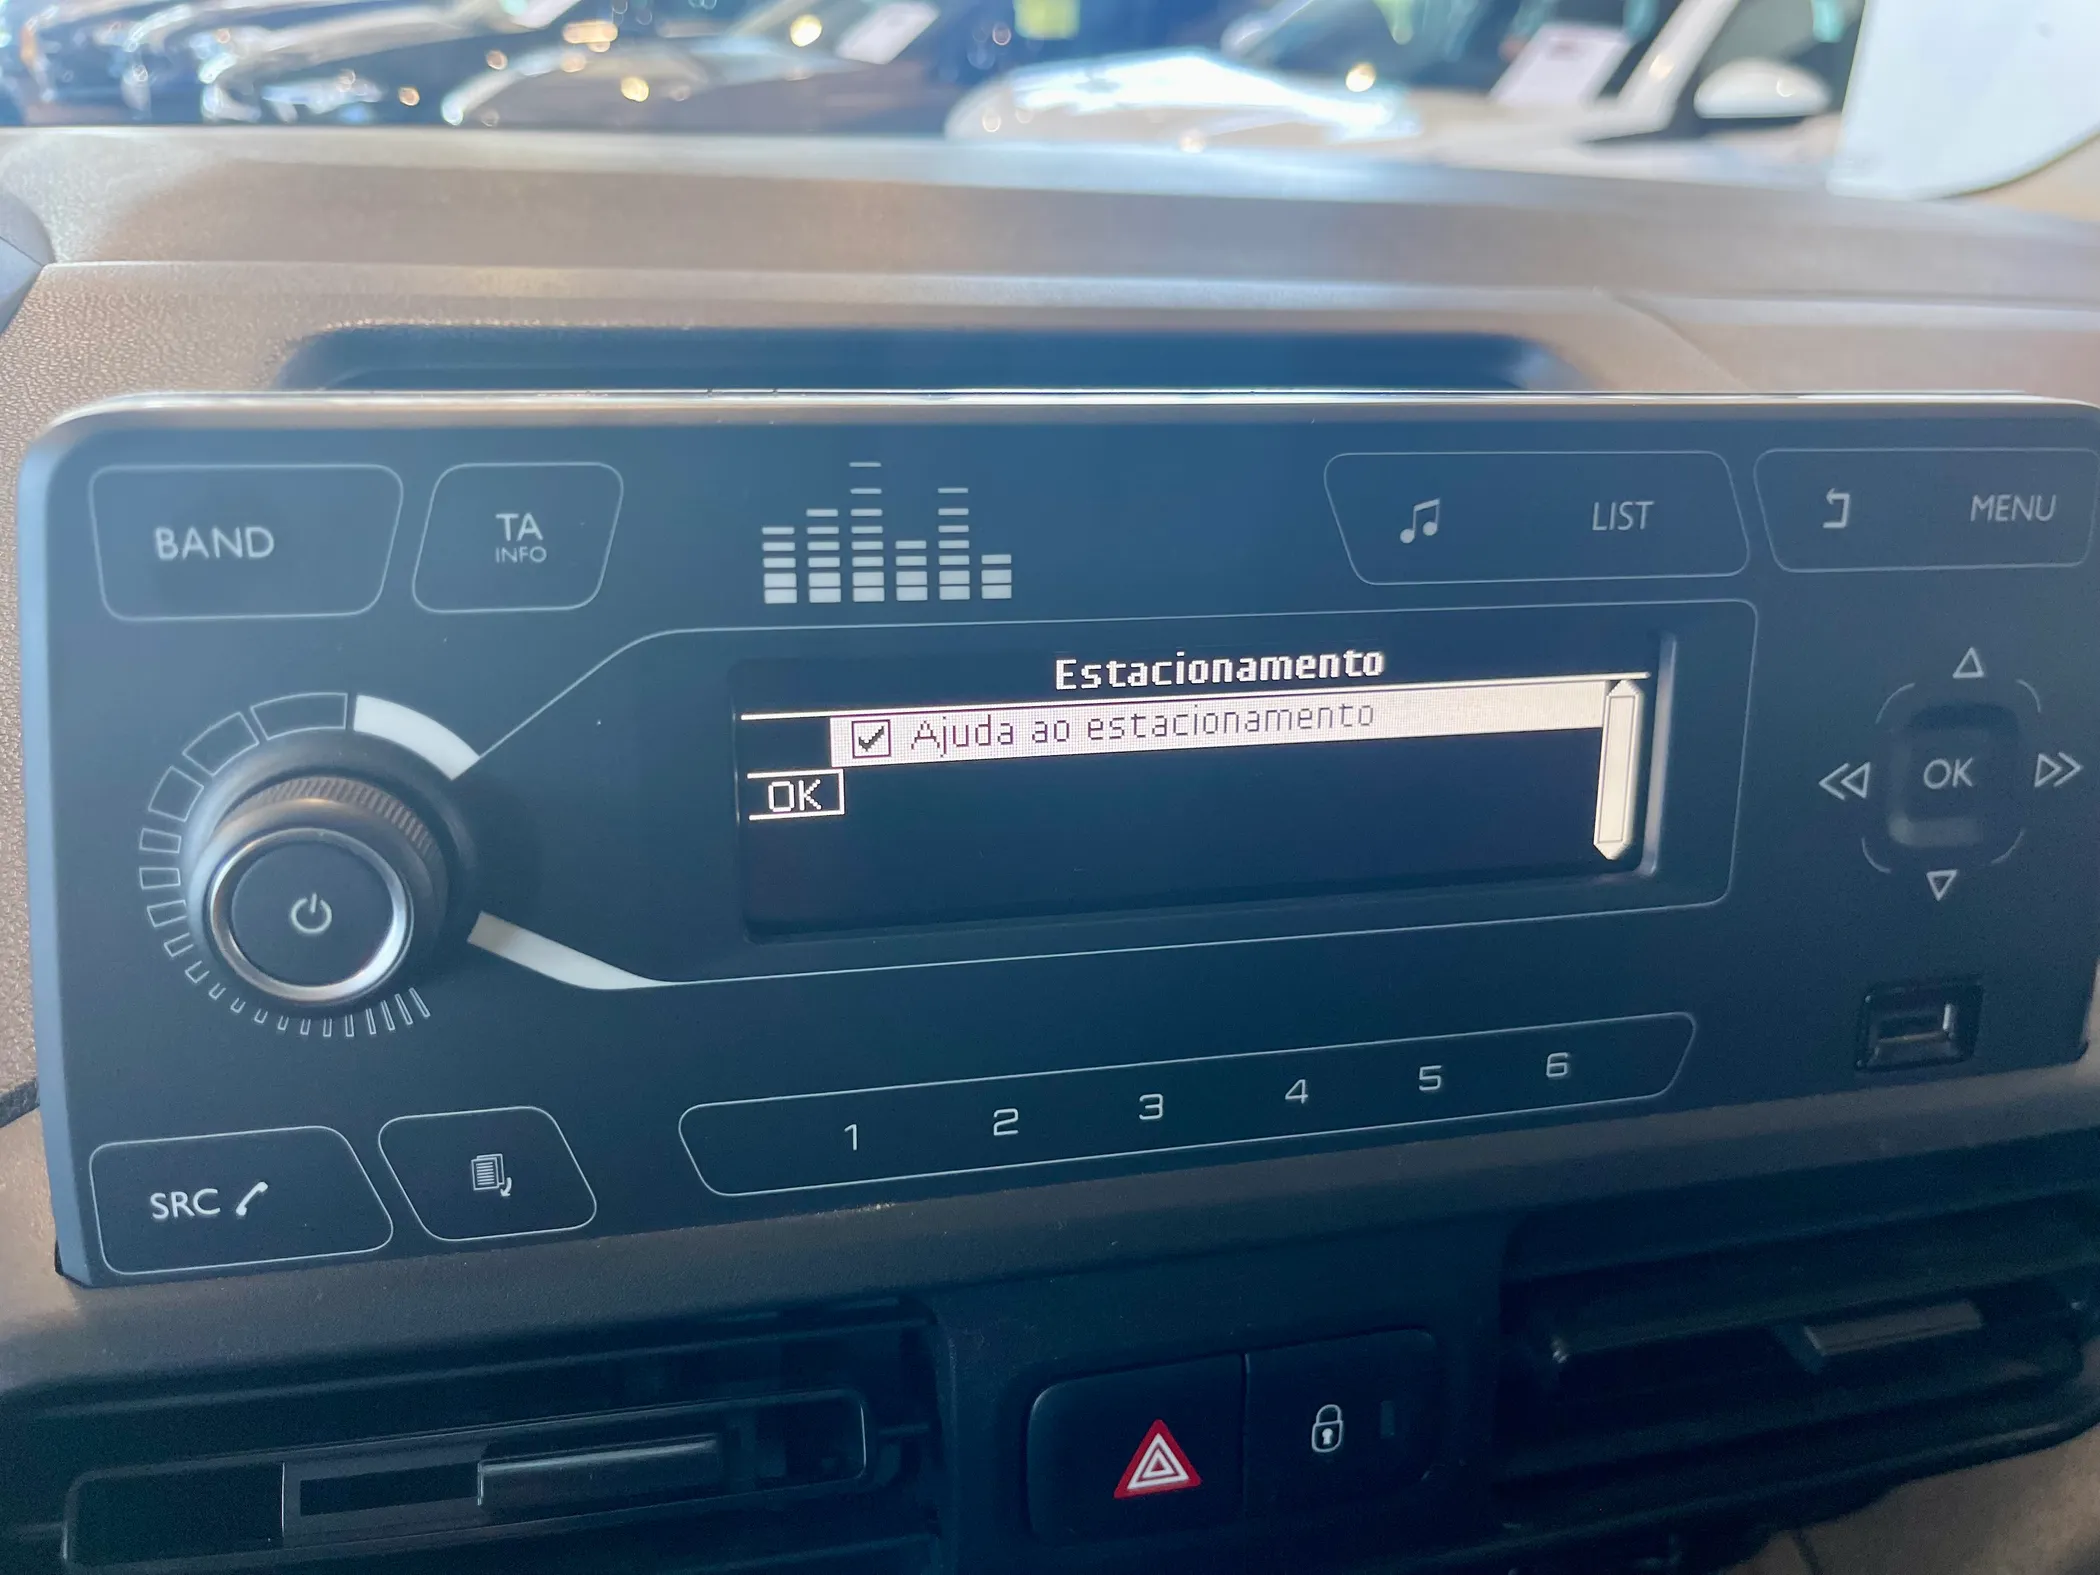 BAND
TA
INFO
LIST
MENU
Estacionamento
Ajuda ao estacionamento
OK
OK
1 2 3 4 5 6
SRC